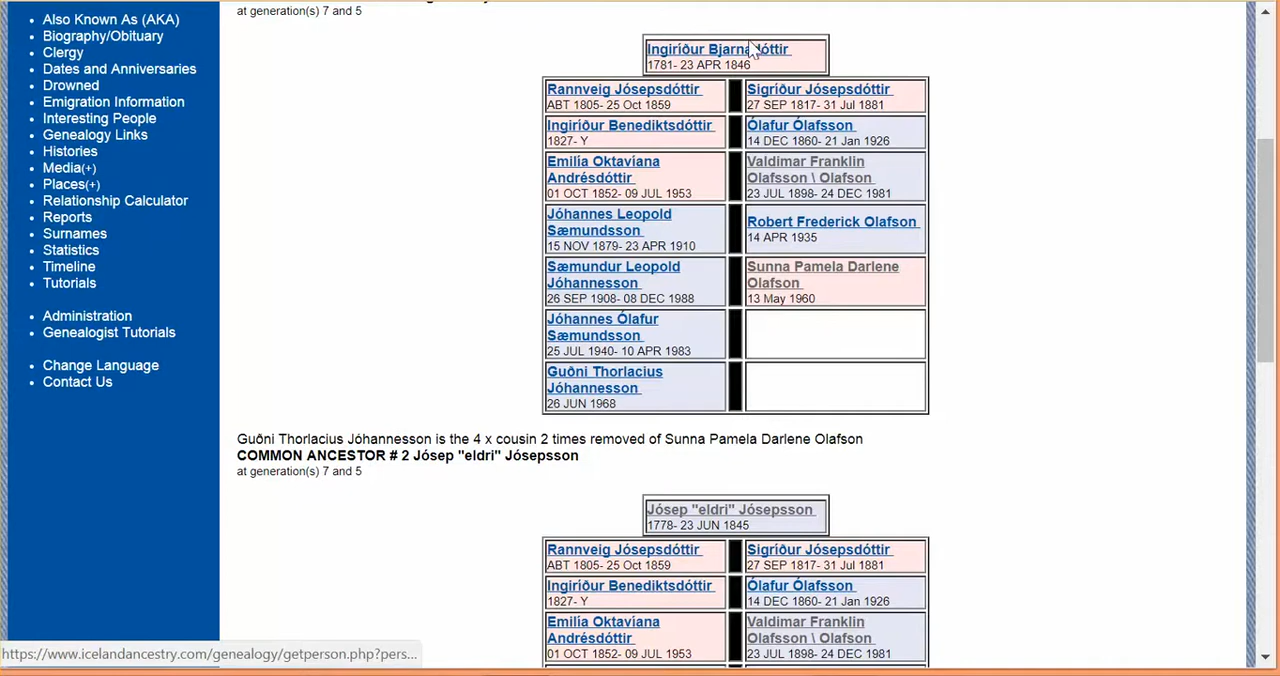 Also Known As (AKA)
Biography/Obituary
Clergy
Dates and Anniversaries
Drowned
Emigration Information
Interesting People
Genealogy Links
Histories
Media(+)
Places(+)
Relationship Calculator
Reports
Surnames
Statistics
Timeline
Tutorials
Administration
Genealogist Tutorials
Change Language
Contact Us
at generation(s) 7 and 5
Ingiríður Bjarnadóttir
1781- 23 APR 1846
Rannveig Jósepsdóttir
ABT 1805- 25 Oct 1859
Sigríður Jósepsdóttir
27 SEP 1817- 31 Jul 1881
Ingiríður Benediktsdóttir
1827- Y
Ólafur Ólafsson
14 DEC 1860- 21 Jan 1926
Emilía Oktavíana
Andrésdóttir
01 OCT 1852- 09 JUL 1953
Valdimar Franklin
Olafsson \ Olafson
23 JUL 1898- 24 DEC 1981
Jóhannes Leopold
Sæmundsson
15 NOV 1879- 23 APR 1910
Robert Frederick Olafson
14 APR 1935
Sæmundur Leopold
Jóhannesson
26 SEP 1908- 08 DEC 1988
Sunna Pamela Darlene
Olafson
13 May 1960
Jóhannes Ólafur
Sæmundsson
25 JUL 1940- 10 APR 1983
Guðni Thorlacius
Jóhannesson
26 JUN 1968
Guðni Thorlacius Jóhannesson is the 4 x cousin 2 times removed of Sunna Pamela Darlene Olafson
COMMON ANCESTOR # 2 Jósep "eldri" Jósepsson
at generation(s) 7 and 5
Jósep "eldri" Jósepsson
1778- 23 JUN 1845
Rannveig Jósepsdóttir
ABT 1805- 25 Oct 1859
Sigríður Jósepsdóttir
27 SEP 1817- 31 Jul 1881
Ingiríður Benediktsdóttir
1827- Y
Ólafur Ólafsson
14 DEC 1860- 21 Jan 1926
Emilía Oktavíana
Andrésdóttir
01 OCT 1852- 09 JUL 1953
Valdimar Franklin
Olafsson \ Olafson
23 JUL 1898- 24 DEC 1981
https://www.icelandancestry.com/genealogy/getperson.php?pers...